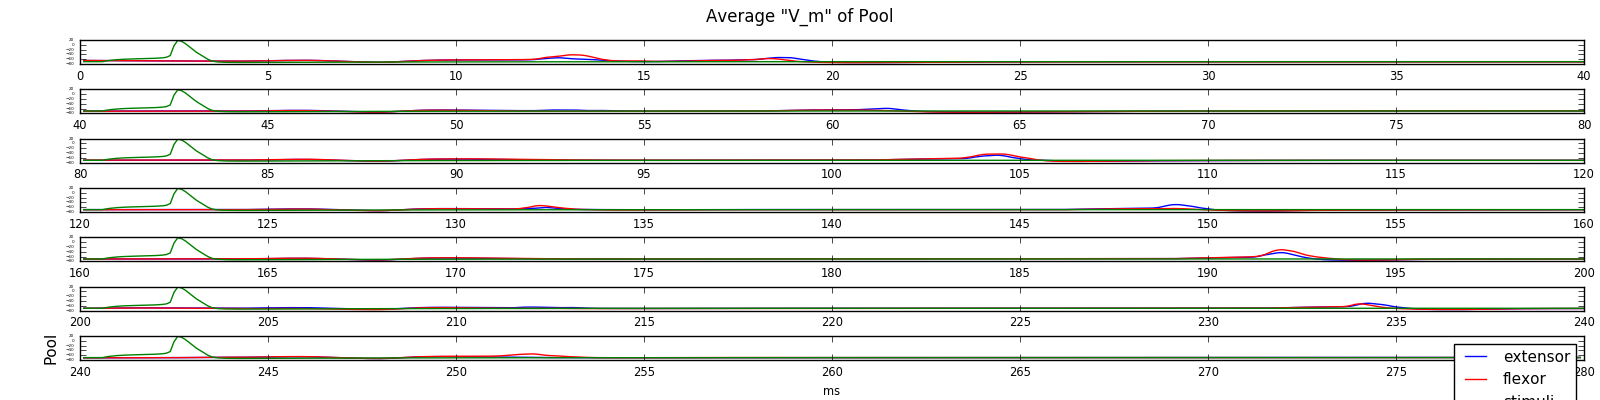 Average "V_m" of Pool
0 5 10 15 20 25 30 35 40
40 45 50 55 60 65 70 75 80
80 85 90 95 100 105 110 115 120
120 125 130 135 140 145 150 155 160
160 165 170 175 180 185 190 195 200
200 205 210 215 220 225 230 235 240
Pool
240 245 250 255 260 265 270 275 280
extensor
flexor
ms